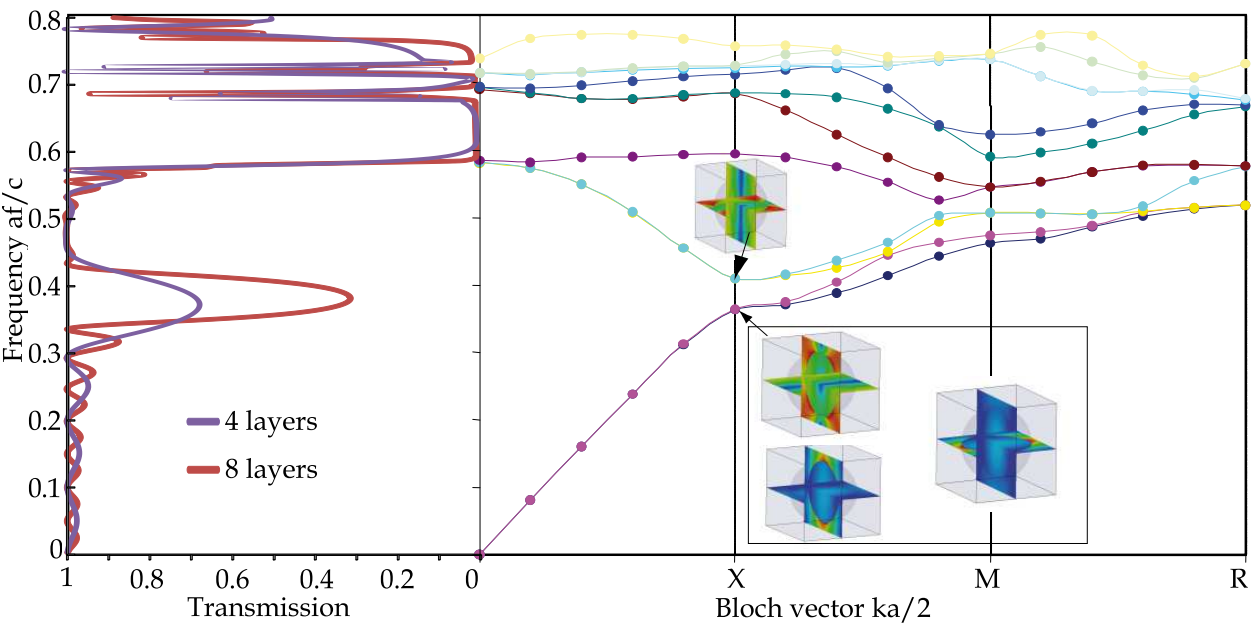 Frequency af/c
0.8
0.7
0.6
0.5
0.4
0.3
0.2
0.1
0
4 layers
8 layers
1 0.8 0.6 0.4 0.2 0 X M R
Transmission Bloch vector ka/2